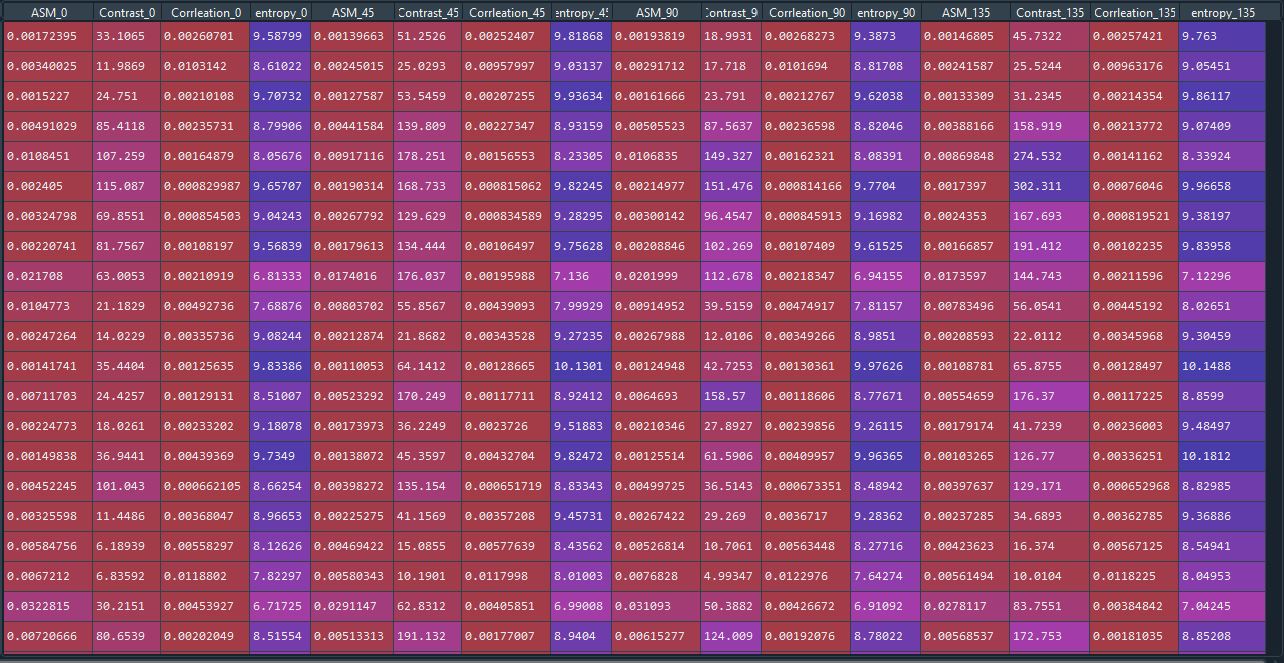 ASM_0 Contrast_0 Corrleation_0 entropy_0 ASM_45 Contrast_45 Corrleation_45 entropy_45 ASM_90 Contrast_9 Corrleation_90 entropy_90 ASM_135 Contrast_135 Corrleation_135 entropy_135
0.00172395 33.1065 0.00260701 9.58799 0.00139663 51.2526 0.00252407 9.81868 0.00193819 18.9931 0.00268273 9.3873 0.00146805 45.7322 0.00257421 9.763
0.00340025 11.9869 0.0103142 8.61022 0.00245015 25.0293 0.00957997 9.03137 0.00291712 17.718 0.0101694 8.81708 0.00241587 25.5244 0.00963176 9.05451
0.0015227 24.751 0.00210108 9.70732 0.00127587 53.5459 0.00207255 9.93634 0.00161666 23.791 0.00212767 9.62038 0.00133309 31.2345 0.00214354 9.86117
0.00491029 85.4118 0.00235731 8.79906 0.00441584 139.809 0.00227347 8.93159 0.00505523 87.5637 0.00236598 8.82046 0.00388166 158.919 0.00213772 9.07409
0.0108451 107.259 0.00164879 8.05676 0.00917116 178.251 0.00156553 8.23305 0.0106835 149.327 0.00162321 8.08391 0.00869848 274.532 0.00141162 8.33924
0.002405 115.087 0.000829987 9.65707 0.00190314 168.733 0.000815062 9.82245 0.00214977 151.476 0.000814166 9.7704 0.0017397 302.311 0.00076046 9.96658
0.00324798 69.8551 0.000854503 9.04243 0.00267792 129.629 0.000834589 9.28295 0.00300142 96.4547 0.000845913 9.16982 0.0024353 167.693 0.000819521 9.38197
0.00220741 81.7567 0.00108197 9.56839 0.00179613 134.444 0.00106497 9.75628 0.00208846 102.269 0.00107409 9.61525 0.00166857 191.412 0.00102235 9.83958
0.021708 63.0053 0.00210919 6.81333 0.0174016 176.037 0.00195988 7.136 0.0201999 112.678 0.00218347 6.94155 0.0173597 144.743 0.00211596 7.12296
0.0104773 21.1829 0.00492736 7.68876 0.00803702 55.8567 0.00439093 7.99929 0.00914952 39.5159 0.00474917 7.81157 0.00783496 56.0541 0.00445192 8.02651
0.00247264 14.0229 0.00335736 9.08244 0.00212874 21.8682 0.00343528 9.27235 0.00267988 12.0106 0.00349266 8.9851 0.00208593 22.0112 0.00345968 9.30459
0.00141741 35.4404 0.00125635 9.83386 0.00110053 64.1412 0.00128665 10.1301 0.00124948 42.7253 0.00130361 9.97626 0.00108781 65.8755 0.00128497 10.1488
0.00711703 24.4257 0.00129131 8.51007 0.00523292 170.249 0.00117711 8.92412 0.0064693 158.57 0.00118606 8.77671 0.00554659 176.37 0.00117225 8.8599
0.00224773 18.0261 0.00233202 9.18078 0.00173973 36.2249 0.0023726 9.51883 0.00210346 27.8927 0.00239856 9.26115 0.00179174 41.7239 0.00236003 9.48497
0.00149838 36.9441 0.00439369 9.7349 0.00138072 45.3597 0.00432704 9.82472 0.00125514 61.5906 0.00409957 9.96365 0.00103265 126.77 0.00336251 10.1812
0.00452245 101.043 0.000662105 8.66254 0.00398272 135.154 0.000651719 8.83343 0.00499725 36.5143 0.000673351 8.48942 0.00397637 129.171 0.000652968 8.82985
0.00325598 11.4486 0.00368047 8.96653 0.00225275 41.1569 0.00357208 9.45731 0.00267422 29.269 0.0036717 9.28362 0.00237285 34.6893 0.00362785 9.36886
0.00584756 6.18939 0.00558297 8.12626 0.00469422 15.0855 0.00577639 8.43562 0.00526814 10.7061 0.00563448 8.27716 0.00423623 16.374 0.00567125 8.54941
0.0067212 6.83592 0.0118802 7.82297 0.00580343 10.1901 0.0117998 8.01003 0.0076828 4.99347 0.0122976 7.64274 0.00561494 10.0104 0.0118225 8.04953
0.0322815 30.2151 0.00453927 6.71725 0.0291147 62.8312 0.00405851 6.99008 0.031093 50.3882 0.00426672 6.91092 0.0278117 83.7551 0.00384842 7.04245
0.00720666 80.6539 0.00202049 8.51554 0.00513313 191.132 0.00177007 8.9404 0.00615277 124.009 0.00192076 8.78022 0.00568537 172.753 0.00181035 8.85208